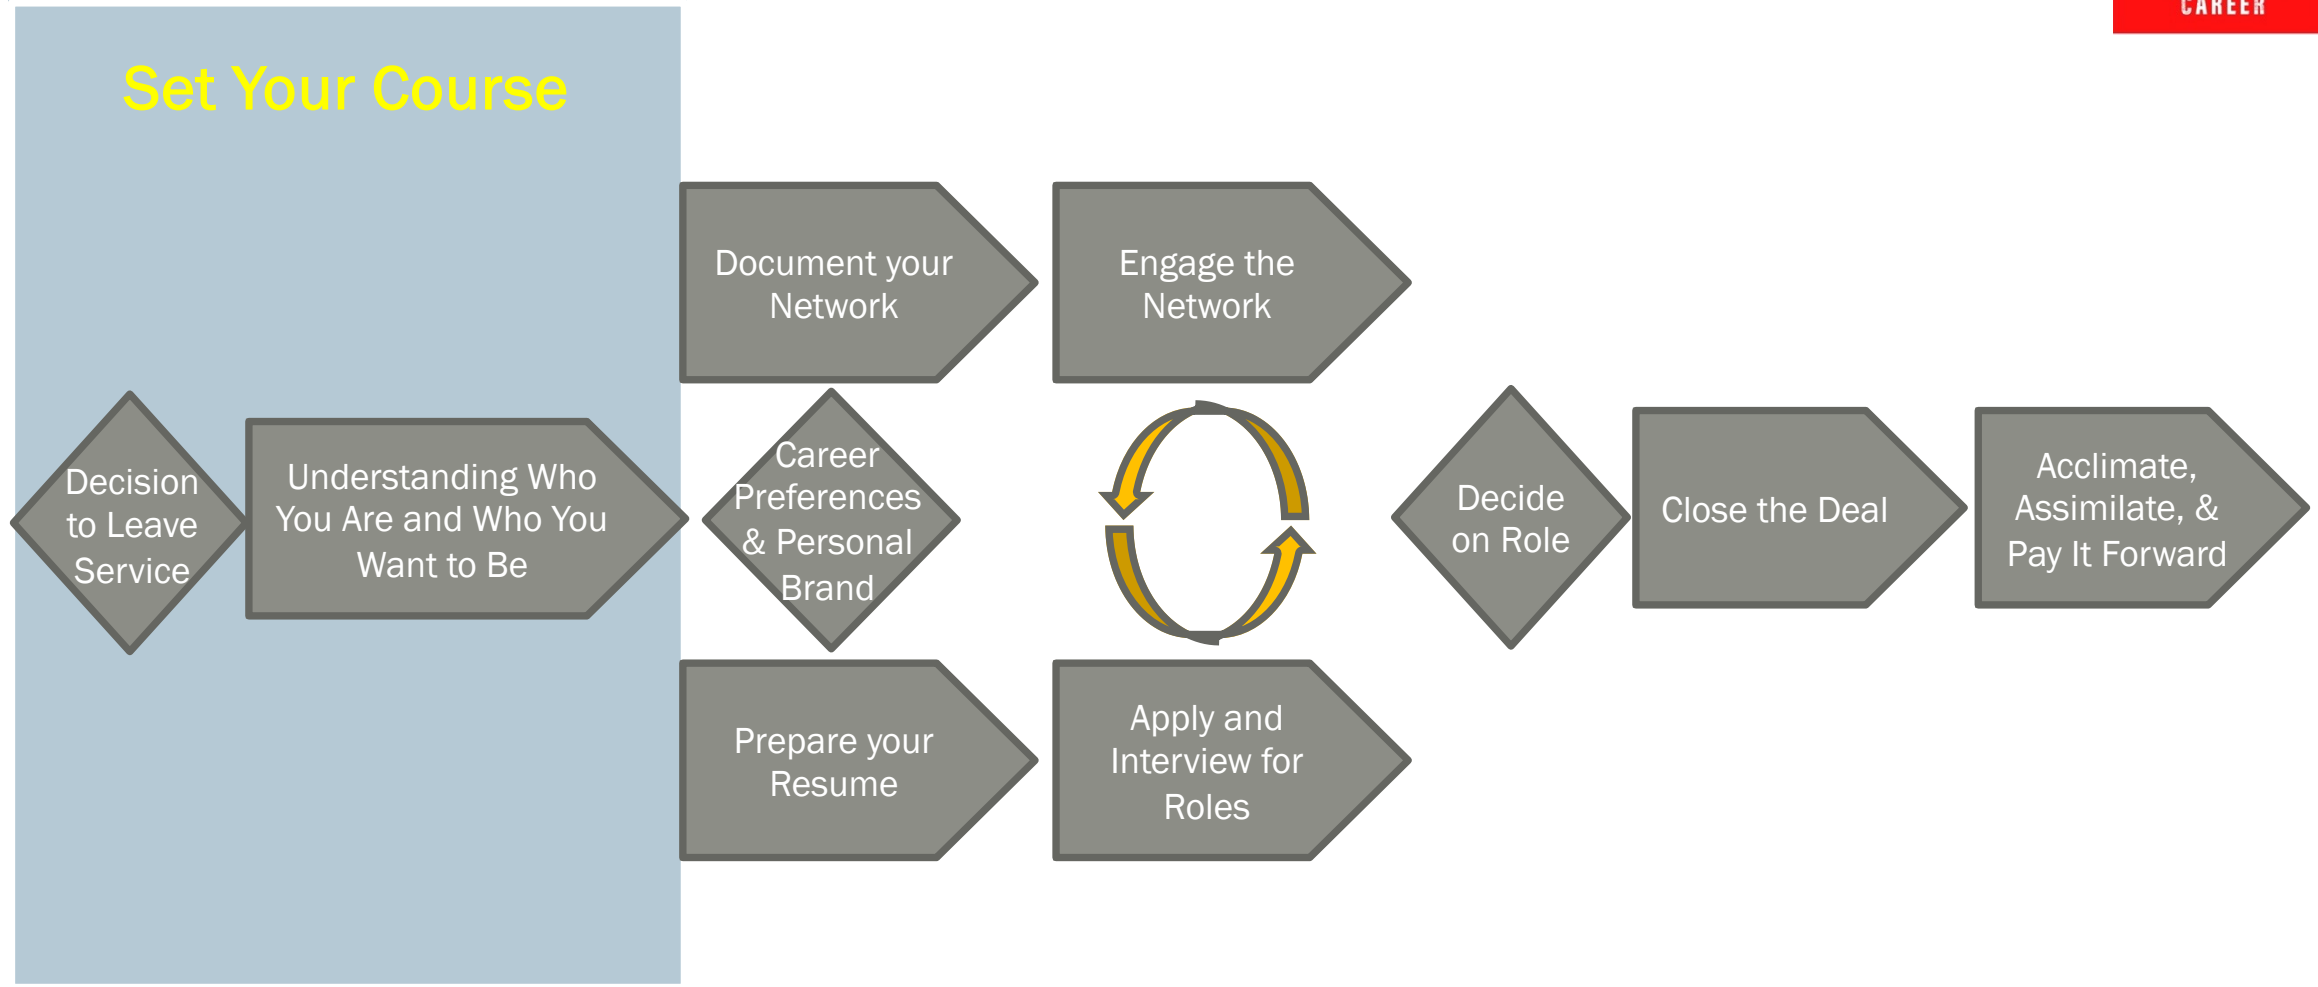 CAREER
Set Your Course
Document your
Network
Engage the
Network
Decision
to Leave
Service
Understanding Who
You Are and Who You
Want to Be
Career
Preferences
& Personal
Brand
Decide
on Role
Close the Deal
Acclimate,
Assimilate, &
Pay It Forward
Prepare your
Resume
Apply and
Interview for
Roles